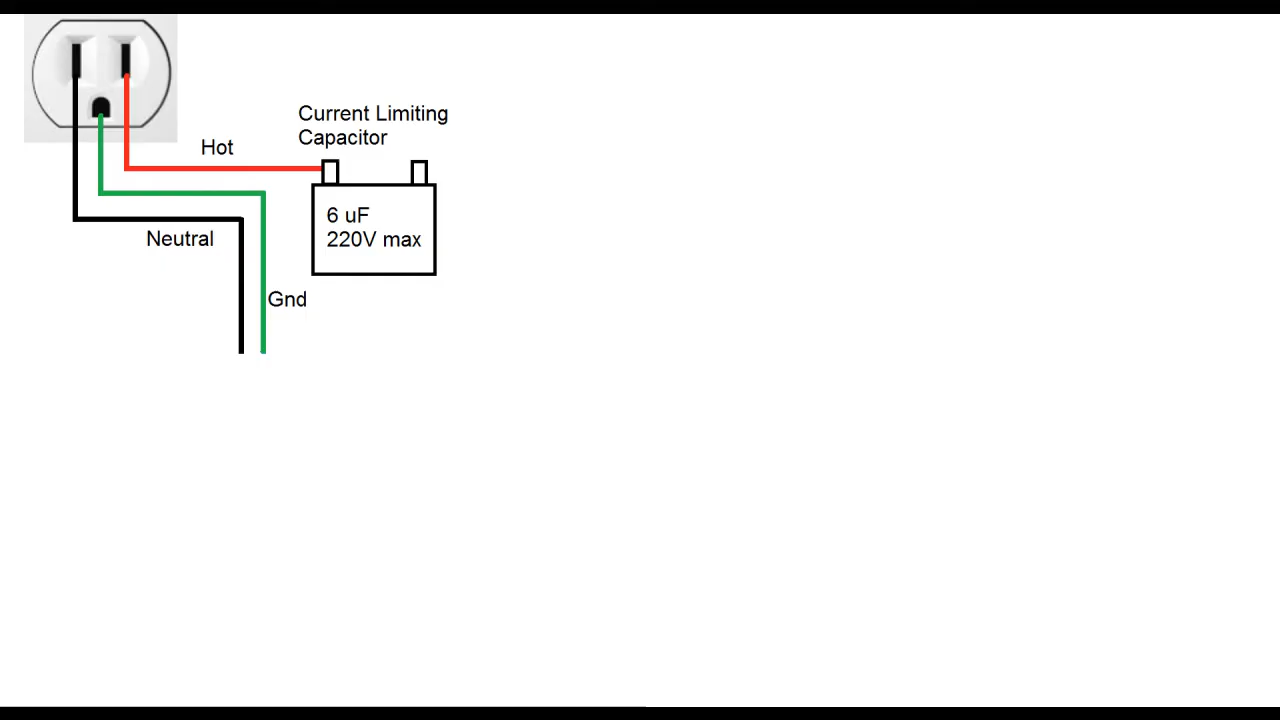 Current Limiting
Capacitor
Hot
6 uF
220V max
Neutral
Gnd